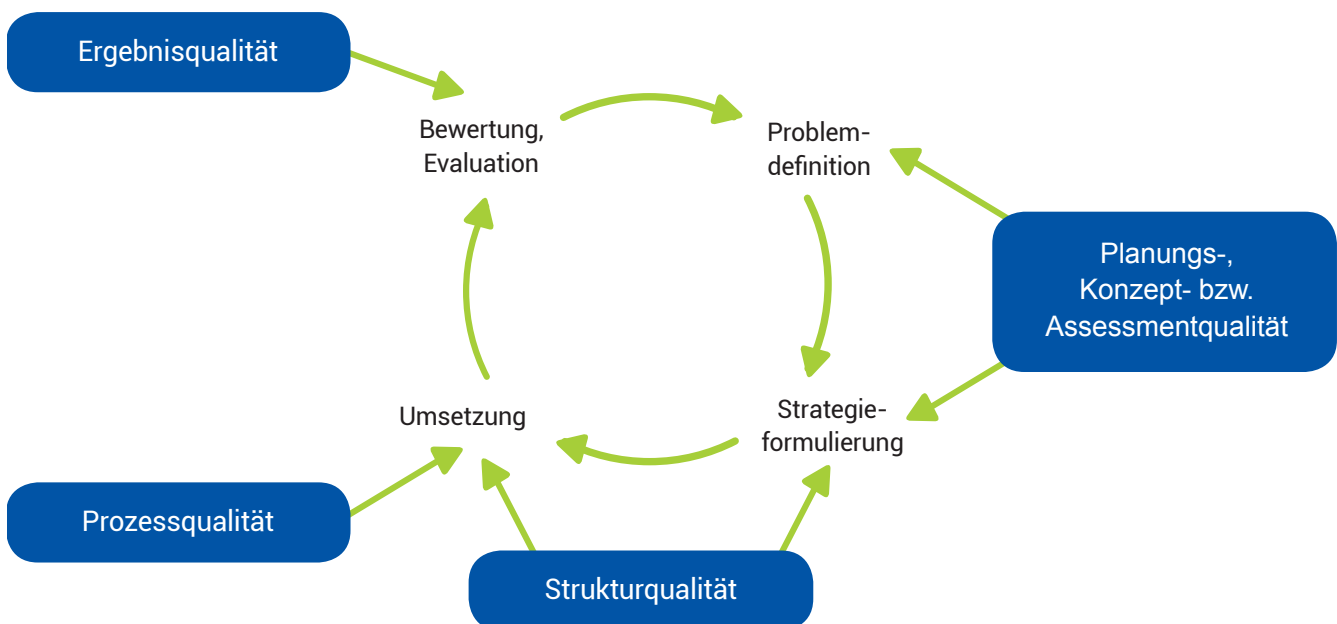 Ergebnisqualität
Bewertung,
Evaluation
Problem-
definition
Planungs-,
Konzept- bzw.
Assessmentqualität
Strategie-
formulierung
Umsetzung
Prozessqualität
Strukturqualität